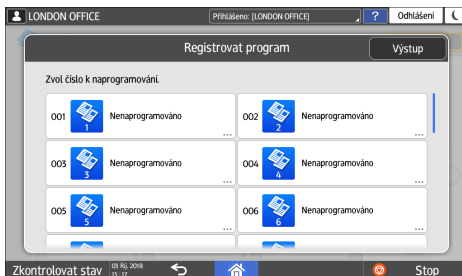 LONDON OFFICE
Přihlášeno: [LONDON OFFICE]
?
Odhlášení
Registrovat program
Výstup
Zvol číslo k naprogramování.
001 1 Nenaprogramováno ...
002 2 Nenaprogramováno ...
003 3 Nenaprogramováno ...
004 4 Nenaprogramováno ...
005 5 Nenaprogramováno ...
006 6 Nenaprogramováno ...
Zkontrolovat stav
03 Říj. 2018
15:17
Stop